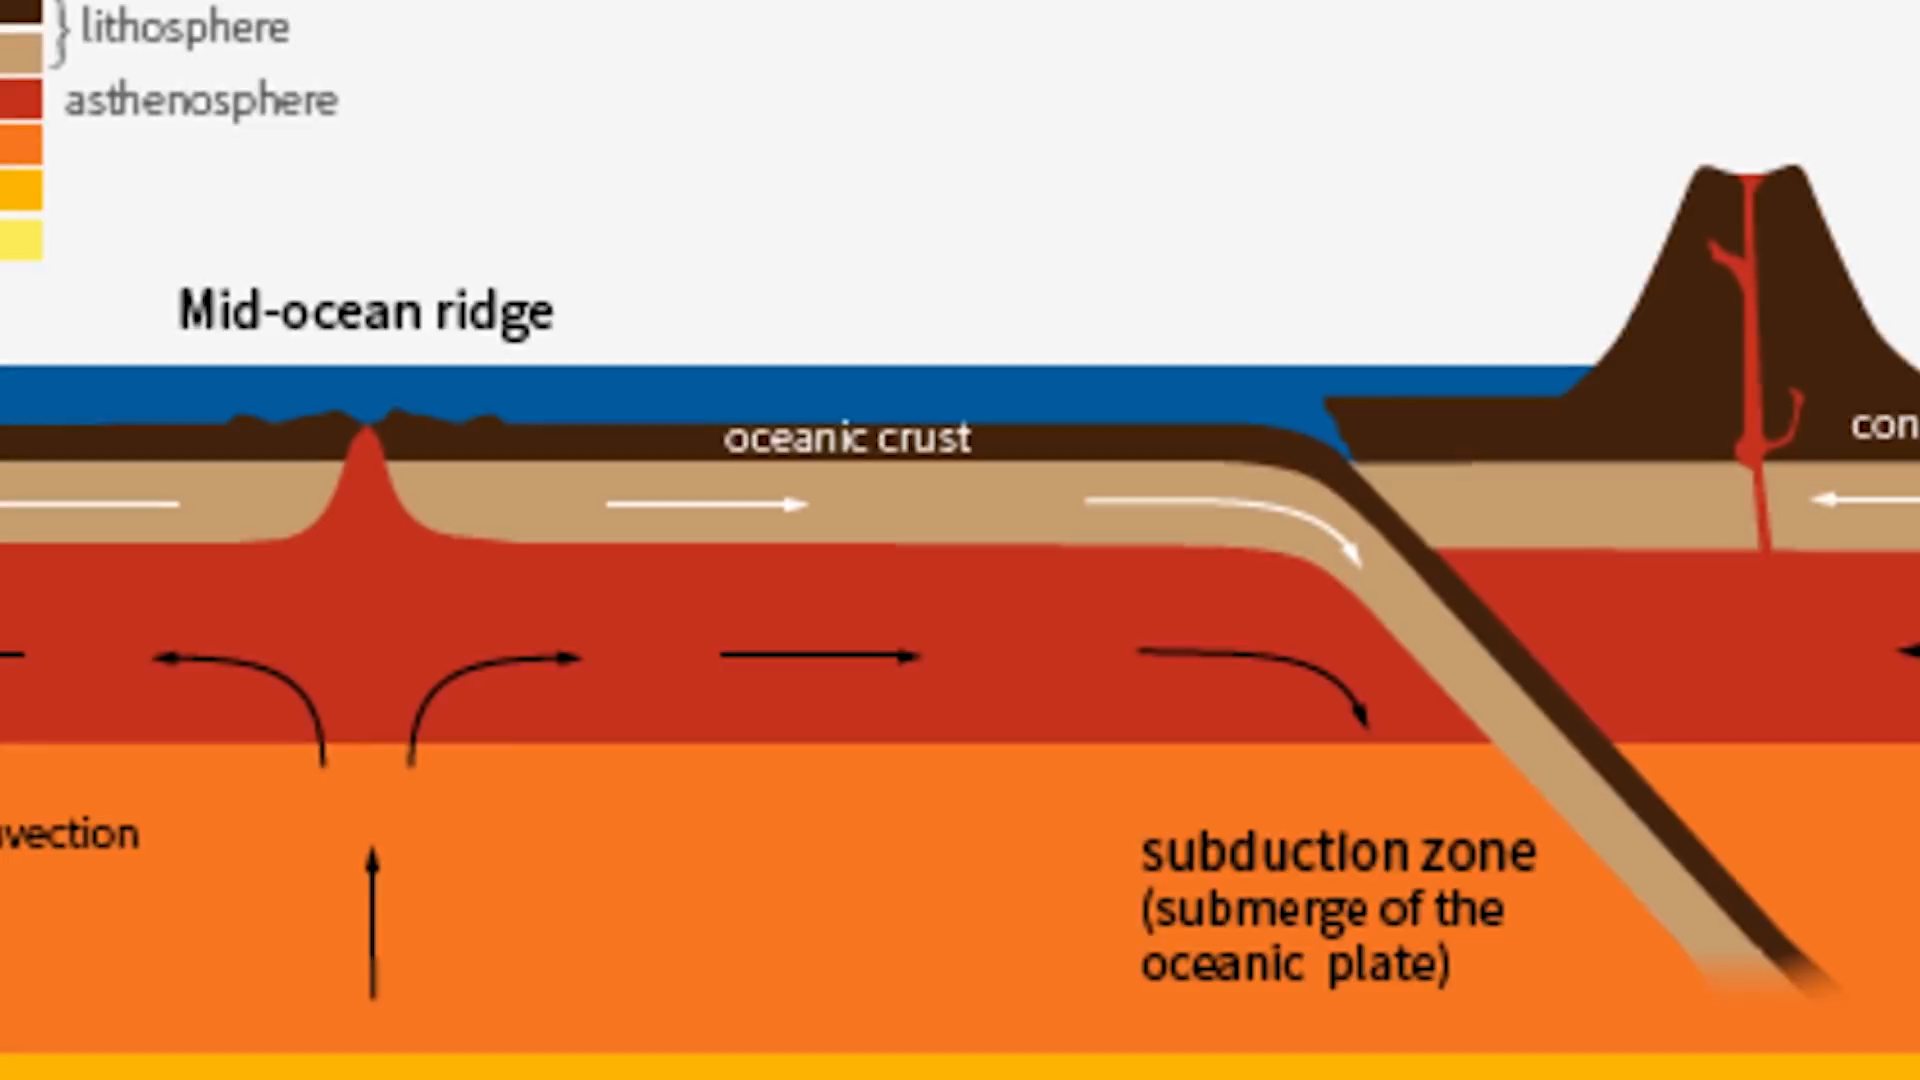 lithosphere
asthenosphere
Mid-ocean ridge
oceanic crust
con
vection
subduction zone
(submerge of the
oceanic plate)